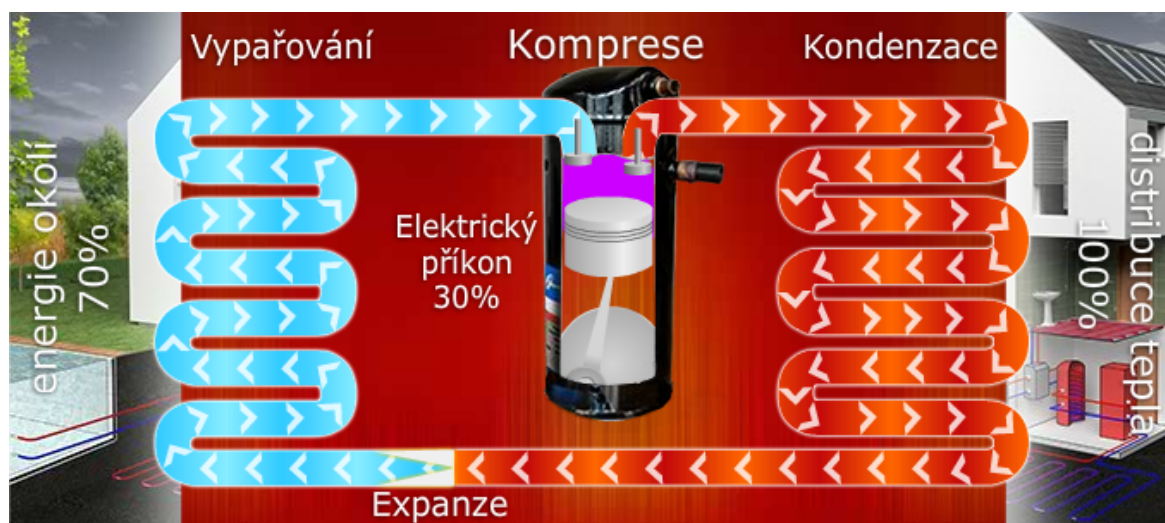 Vypařování
Komprese
Kondenzace
energie okolí
70%
Elektrický
příkon
30%
distribuce tepla
100%
Expanze